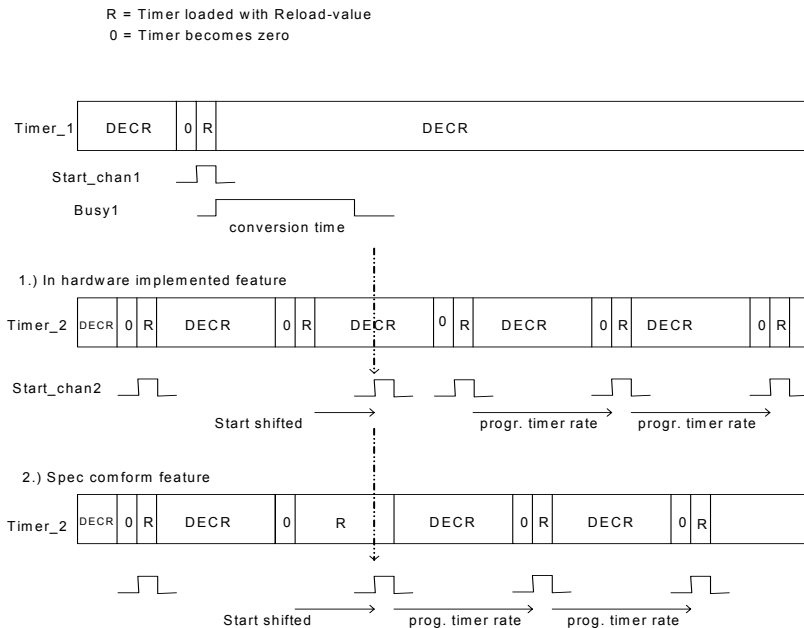 R = Timer loaded with Reload-value
0 = Timer becomes zero
Timer_1 DECR 0 R DECR
Start_chan1
Busy1
conversion time
1.) In hardware implemented feature
Timer_2 DECR 0 R DECR 0 R DECR 0 R DECR 0 R DECR 0 R
Start_chan2
Start shifted progr. timer rate progr. timer rate
2.) Spec comform feature
Timer_2 DECR 0 R DECR 0 R DECR 0 R DECR 0 R
Start shifted prog. timer rate prog. timer rate